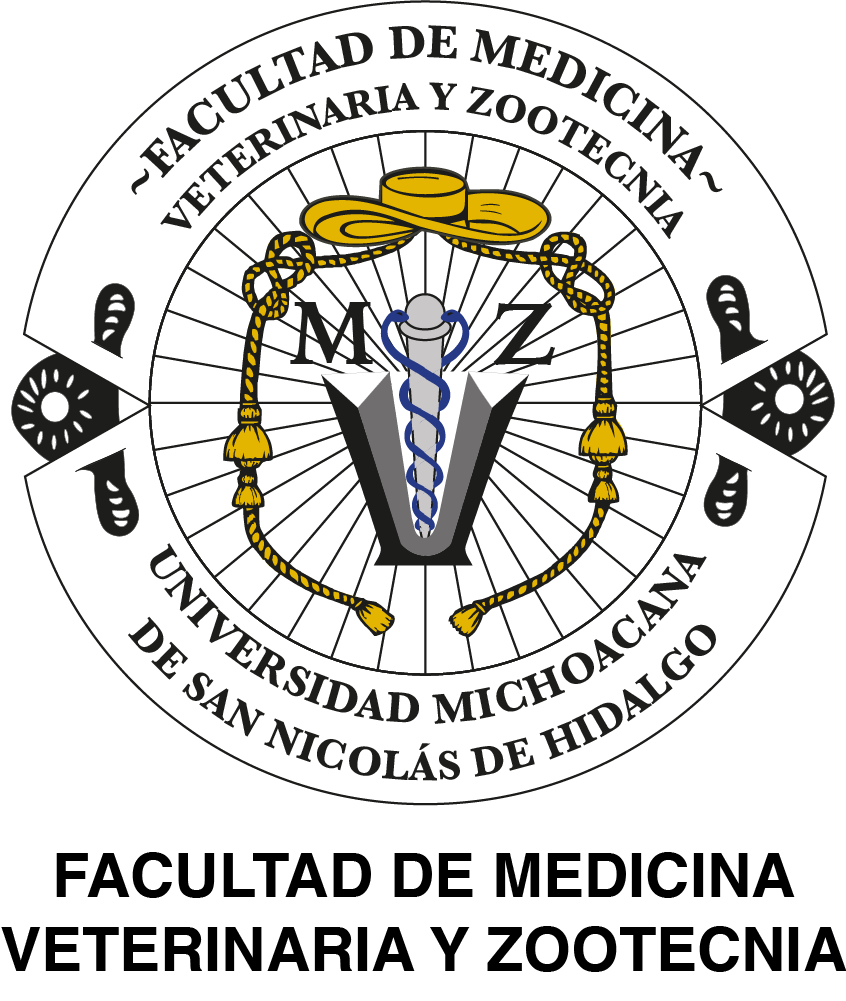 ~FACULTAD DE MEDICINA~
VETERINARIA Y ZOOTECNIA
M Z
UNIVERSIDAD MICHOACANA
DE SAN NICOLÁS DE HIDALGO
FACULTAD DE MEDICINA
VETERINARIA Y ZOOTECNIA